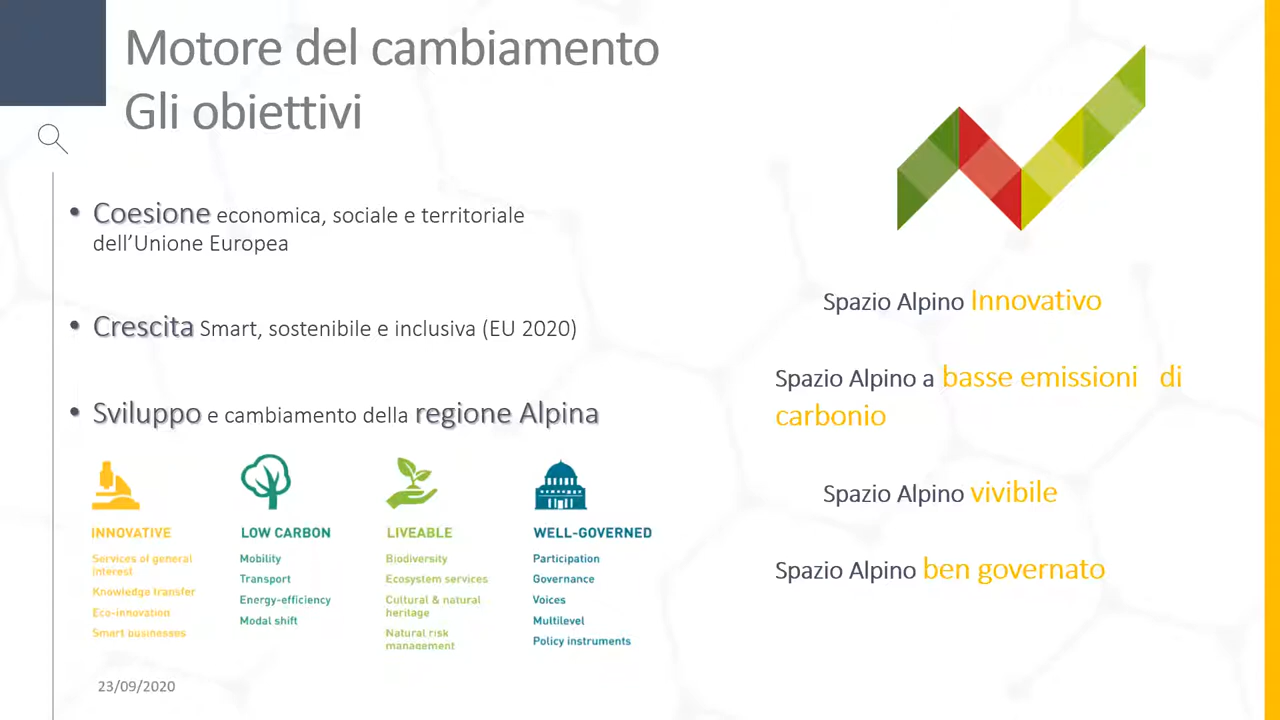 Motore del cambiamento
Gli obiettivi
• Coesione economica, sociale e territoriale
dell’Unione Europea
• Crescita Smart, sostenibile e inclusiva (EU 2020)
• Sviluppo e cambiamento della regione Alpina
INNOVATIVE
Services of general
interest
Knowledge transfer
Eco-innovation
Smart businesses
LOW CARBON
Mobility
Transport
Energy-efficiency
Modal shift
LIVEABLE
Biodiversity
Ecosystem services
Cultural & natural
heritage
Natural risk
management
WELL-GOVERNED
Participation
Governance
Voices
Multilevel
Policy instruments
Spazio Alpino Innovativo
Spazio Alpino a basse emissioni di
carbonio
Spazio Alpino vivibile
Spazio Alpino ben governato
23/09/2020